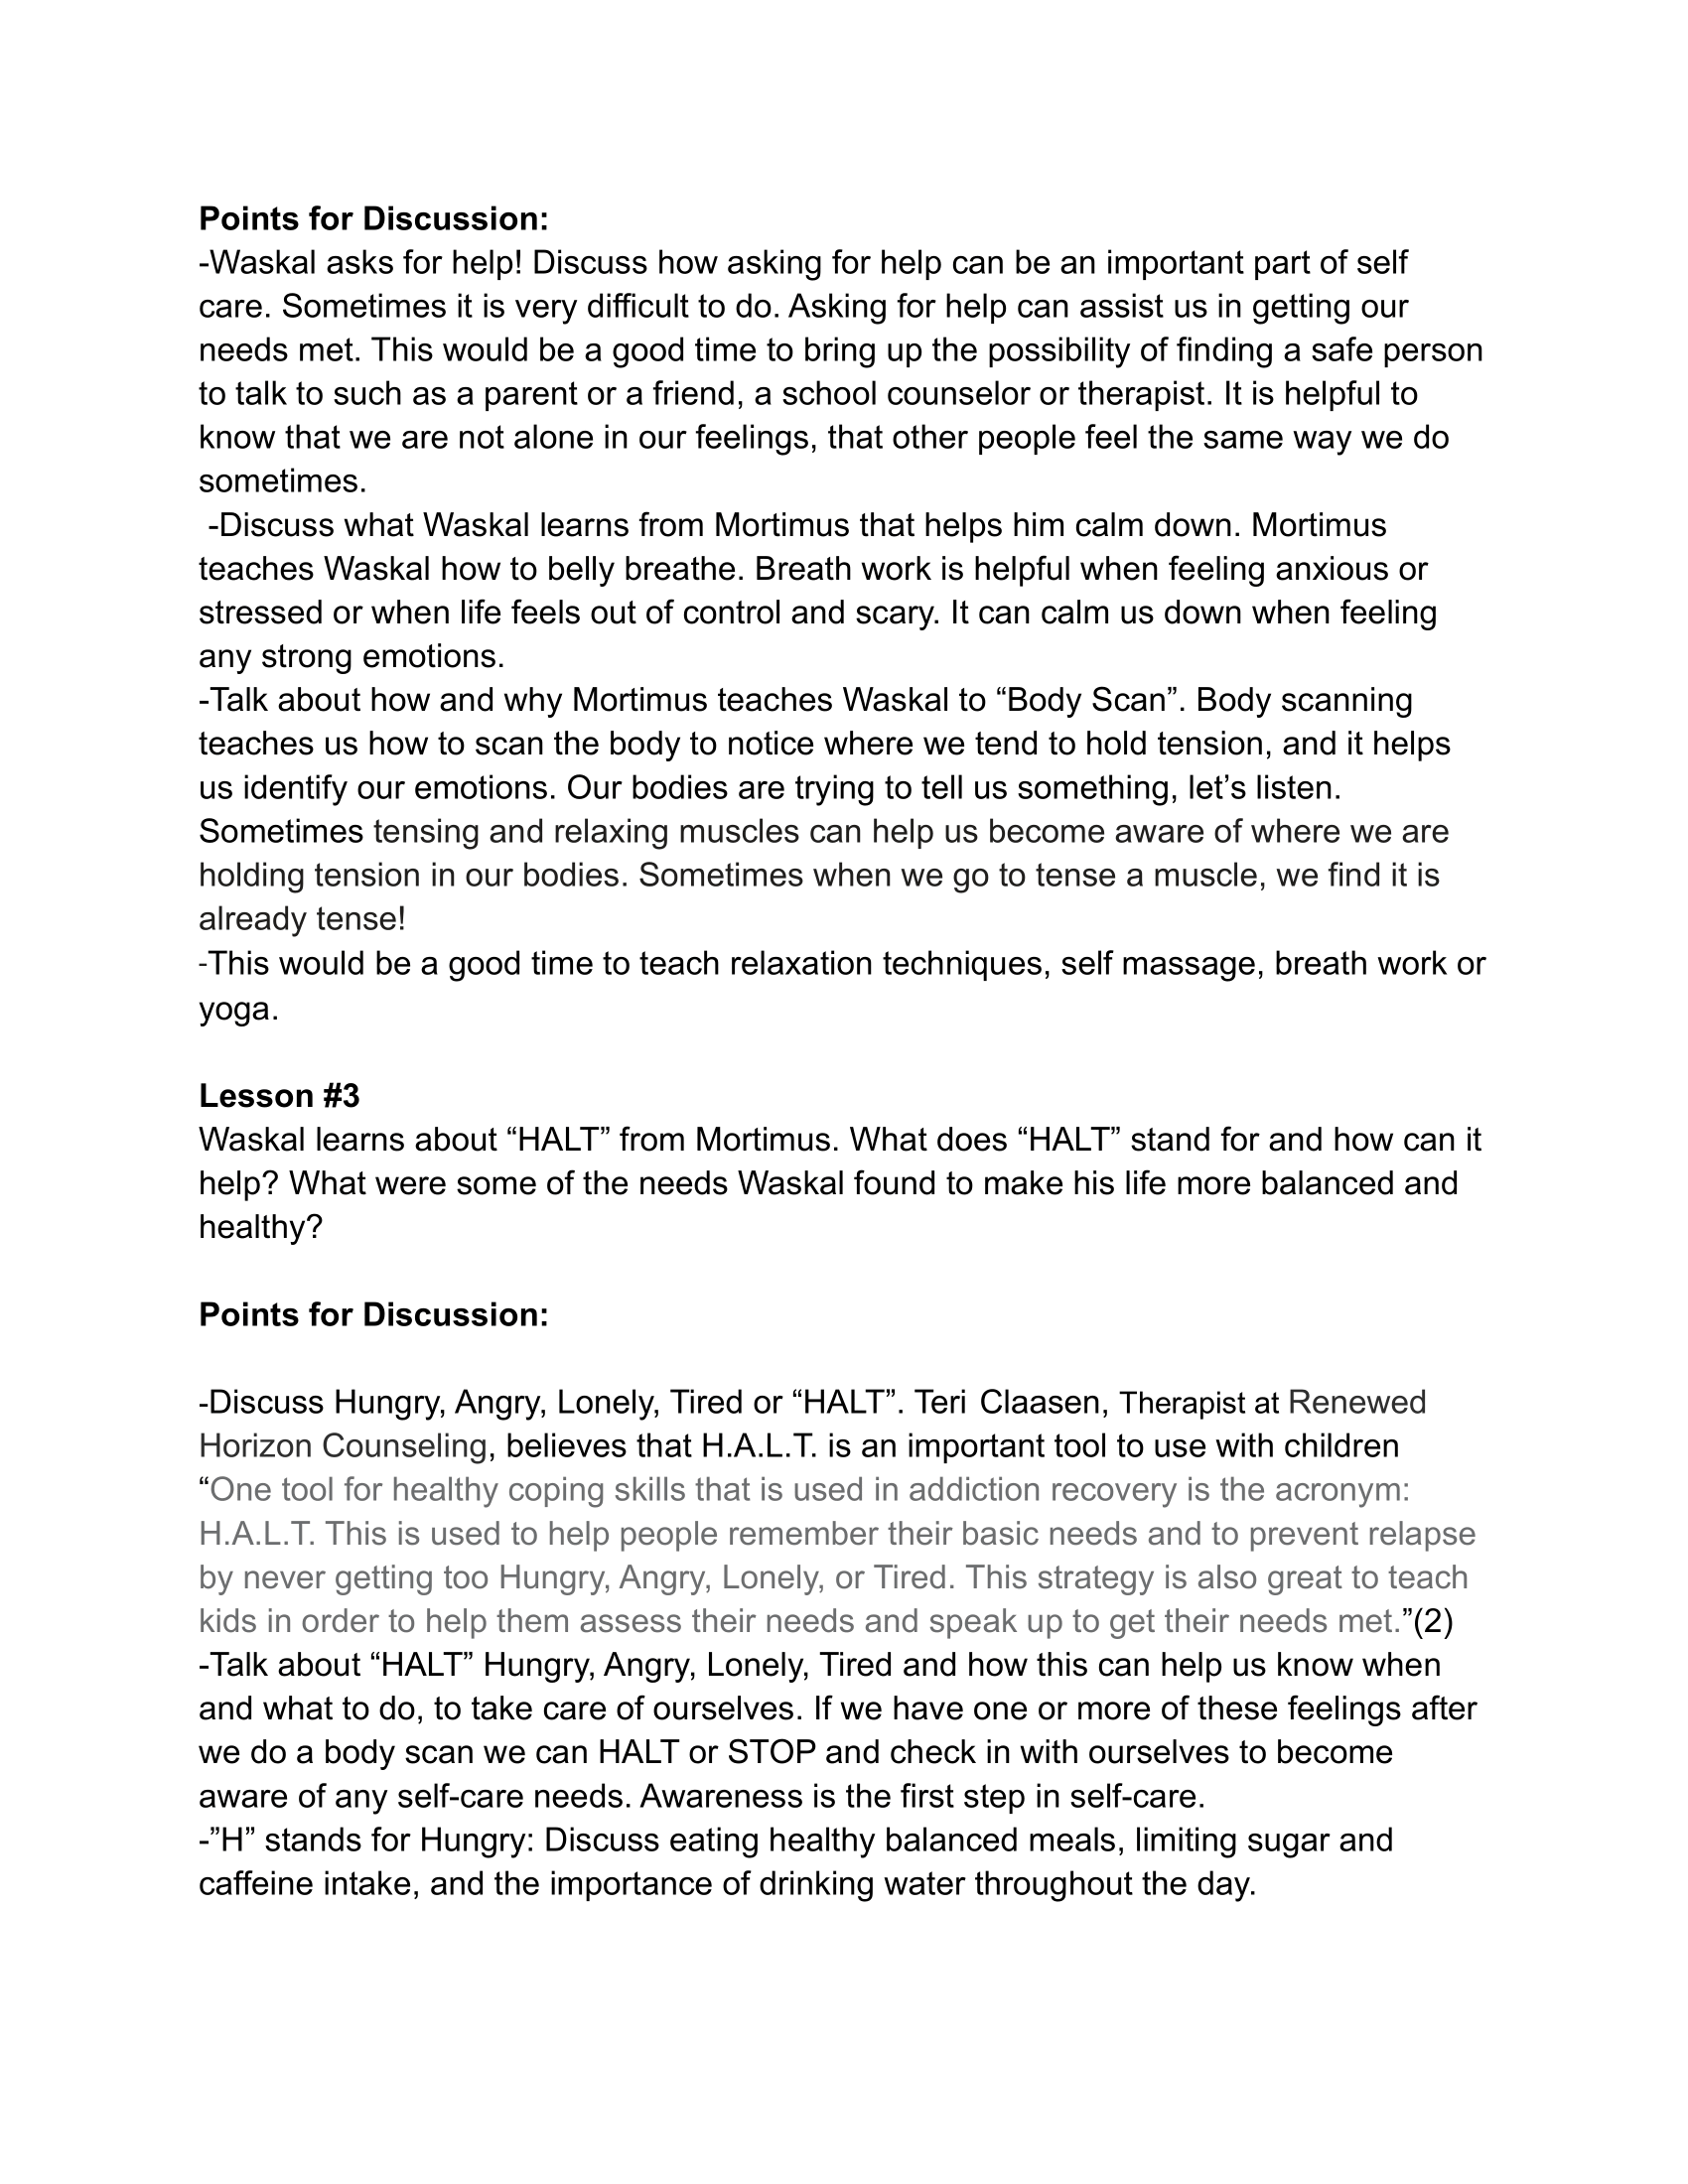 Points for Discussion:
-Waskal asks for help! Discuss how asking for help can be an important part of self
care. Sometimes it is very difficult to do. Asking for help can assist us in getting our
needs met. This would be a good time to bring up the possibility of finding a safe person
to talk to such as a parent or a friend, a school counselor or therapist. It is helpful to
know that we are not alone in our feelings, that other people feel the same way we do
sometimes.
-Discuss what Waskal learns from Mortimus that helps him calm down. Mortimus
teaches Waskal how to belly breathe. Breath work is helpful when feeling anxious or
stressed or when life feels out of control and scary. It can calm us down when feeling
any strong emotions.
-Talk about how and why Mortimus teaches Waskal to “Body Scan”. Body scanning
teaches us how to scan the body to notice where we tend to hold tension, and it helps
us identify our emotions. Our bodies are trying to tell us something, let’s listen.
Sometimes tensing and relaxing muscles can help us become aware of where we are
holding tension in our bodies. Sometimes when we go to tense a muscle, we find it is
already tense!
-This would be a good time to teach relaxation techniques, self massage, breath work or
yoga.
Lesson #3
Waskal learns about “HALT” from Mortimus. What does “HALT” stand for and how can it
help? What were some of the needs Waskal found to make his life more balanced and
healthy?
Points for Discussion:
-Discuss Hungry, Angry, Lonely, Tired or “HALT”. Teri Claasen, Therapist at Renewed
Horizon Counseling, believes that H.A.L.T. is an important tool to use with children
“One tool for healthy coping skills that is used in addiction recovery is the acronym:
H.A.L.T. This is used to help people remember their basic needs and to prevent relapse
by never getting too Hungry, Angry, Lonely, or Tired. This strategy is also great to teach
kids in order to help them assess their needs and speak up to get their needs met.”(2)
-Talk about “HALT” Hungry, Angry, Lonely, Tired and how this can help us know when
and what to do, to take care of ourselves. If we have one or more of these feelings after
we do a body scan we can HALT or STOP and check in with ourselves to become
aware of any self-care needs. Awareness is the first step in self-care.
-”H” stands for Hungry: Discuss eating healthy balanced meals, limiting sugar and
caffeine intake, and the importance of drinking water throughout the day.